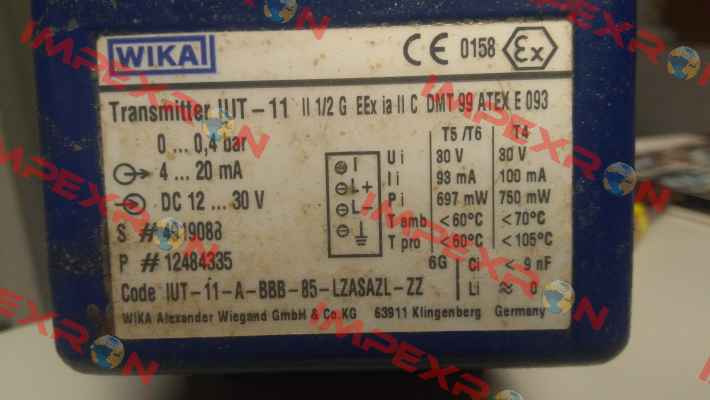 WIKA
CE 0158 Ex
Transmitter IUT-11 II 1/2 G EEx ia II C DMT 99 ATEX E 093
0 ... 0,4 bar
4 ... 20 mA
DC 12 ... 30 V
S #
P # 12484335
I
L+
L-
T5 /T6 T4
Ui 30 V 30 V
Ii 93 mA 100 mA
Pi 697 mW 750 mW
T amb <60°C <70°C
T pro <60°C <105°C
6G Ci < 9 nF
Li ≈ 0
Code IUT-11-A-BBB-85-LZASAZL-ZZ
WIKA Alexander Wiegand GmbH & Co.KG 63911 Klingenberg Germany
IMPEXRON
IMPEXRON
IMPEXRON
IMPEXRON